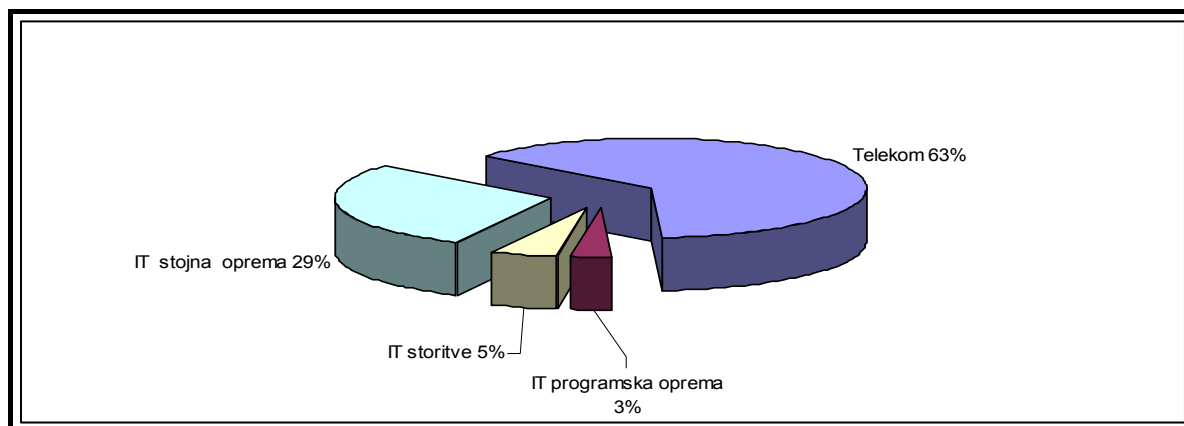 Telekom 63%
IT stojna oprema 29%
IT storitve 5%
IT programska oprema
3%